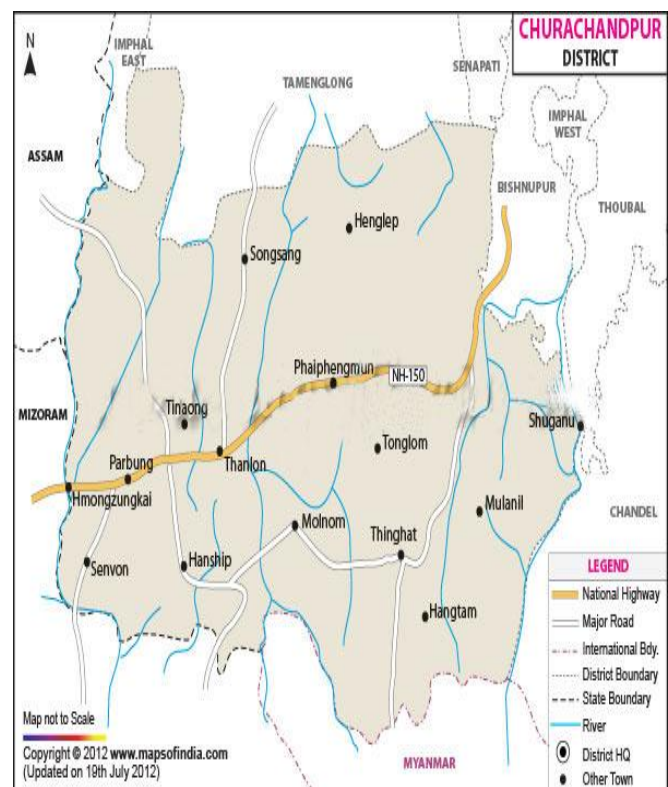 CHURACHANDPUR
DISTRICT
N
IMPHAL
EAST
TAMENGLONG
SENAPATI
IMPHAL
WEST
ASSAM
BISHNUPUR
THOUBAL
Henglep
Songsang
Phaiphengmun
NH-150
MIZORAM
Tinaong
Shuganu
Tonglom
Parbung
Thanlon
Hmongzungkai
Mulanil
CHANDEL
Molnom
Thinghat
Senvon
Hanship
Hangtam
LEGEND
National Highway
Major Road
International Bdy.
District Boundary
State Boundary
River
District HQ
Other Town
Map not to Scale
Copyright © 2012 www.mapsofindia.com
(Updated on 19th July 2012)
MYANMAR